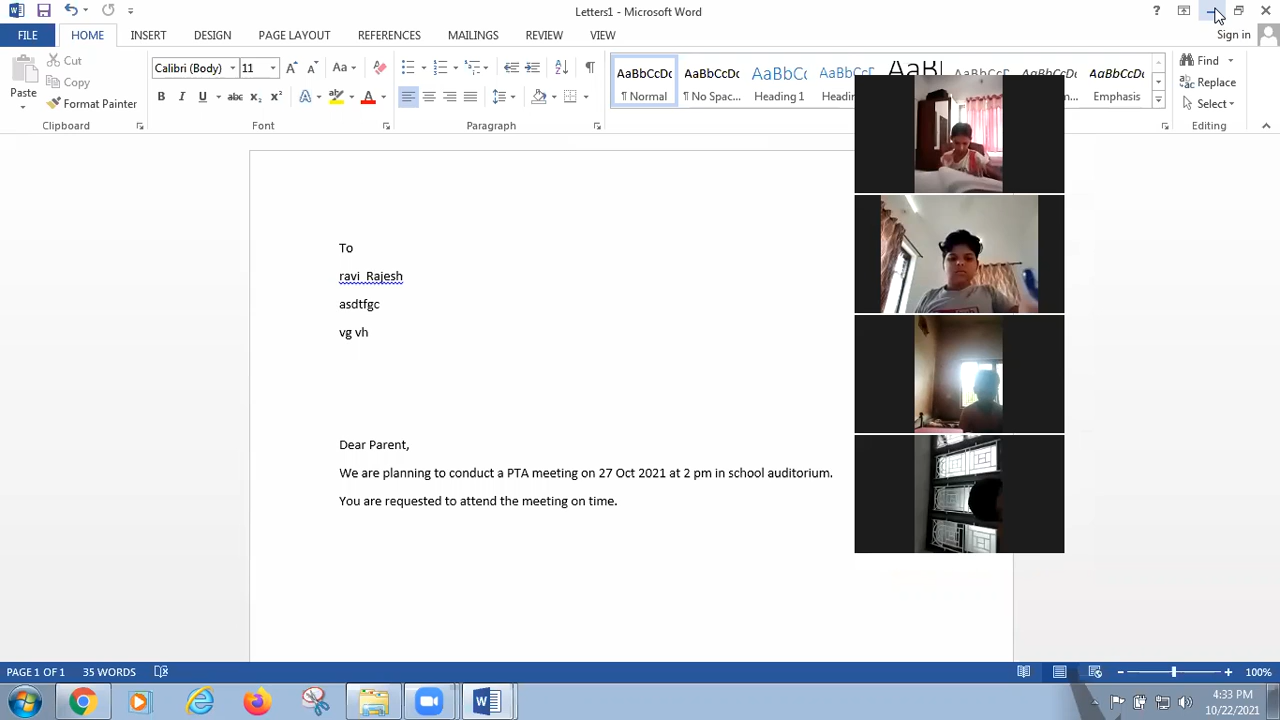 Letters1 - Microsoft Word
Sign in
FILE HOME INSERT DESIGN PAGE LAYOUT REFERENCES MAILINGS REVIEW VIEW
Paste
Cut
Copy
Format Painter
Clipboard
Calibri (Body) 11
Font
Paragraph
AaBbCcDc AaBbCcDc AaBbCc
¶ Normal ¶ No Spac... Heading 1
AaBbCcDc
Emphasis
Find
Replace
Select
Editing
To
ravi Rajesh
asdtfgc
vg vh
Dear Parent,
We are planning to conduct a PTA meeting on 27 Oct 2021 at 2 pm in school auditorium.
You are requested to attend the meeting on time.
PAGE 1 OF 1 35 WORDS
100%
4:33 PM
10/22/2021